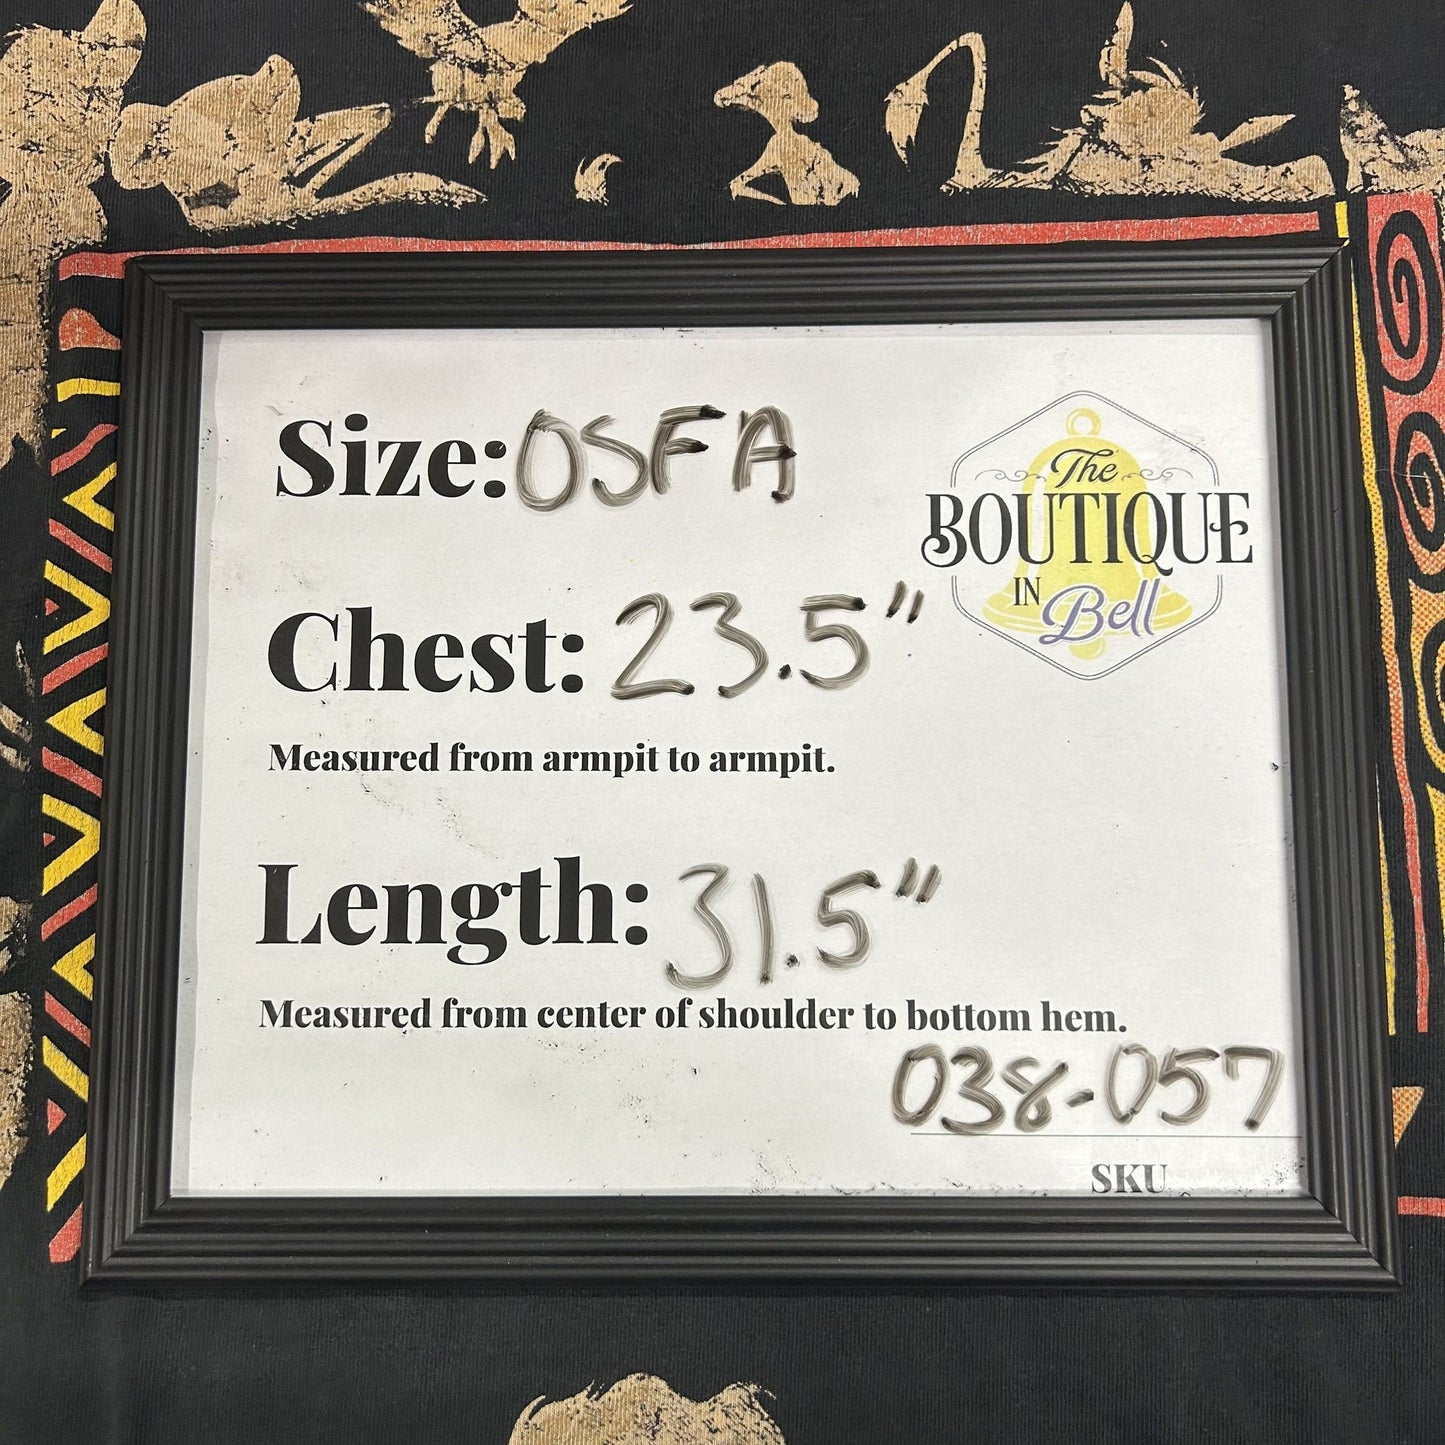 Size: OSFA
The
BOUTIQUE
IN
Bell
Chest: 23.5"
Measured from armpit to armpit.
Length: 31.5"
Measured from center of shoulder to bottom hem.
038-057
SKU